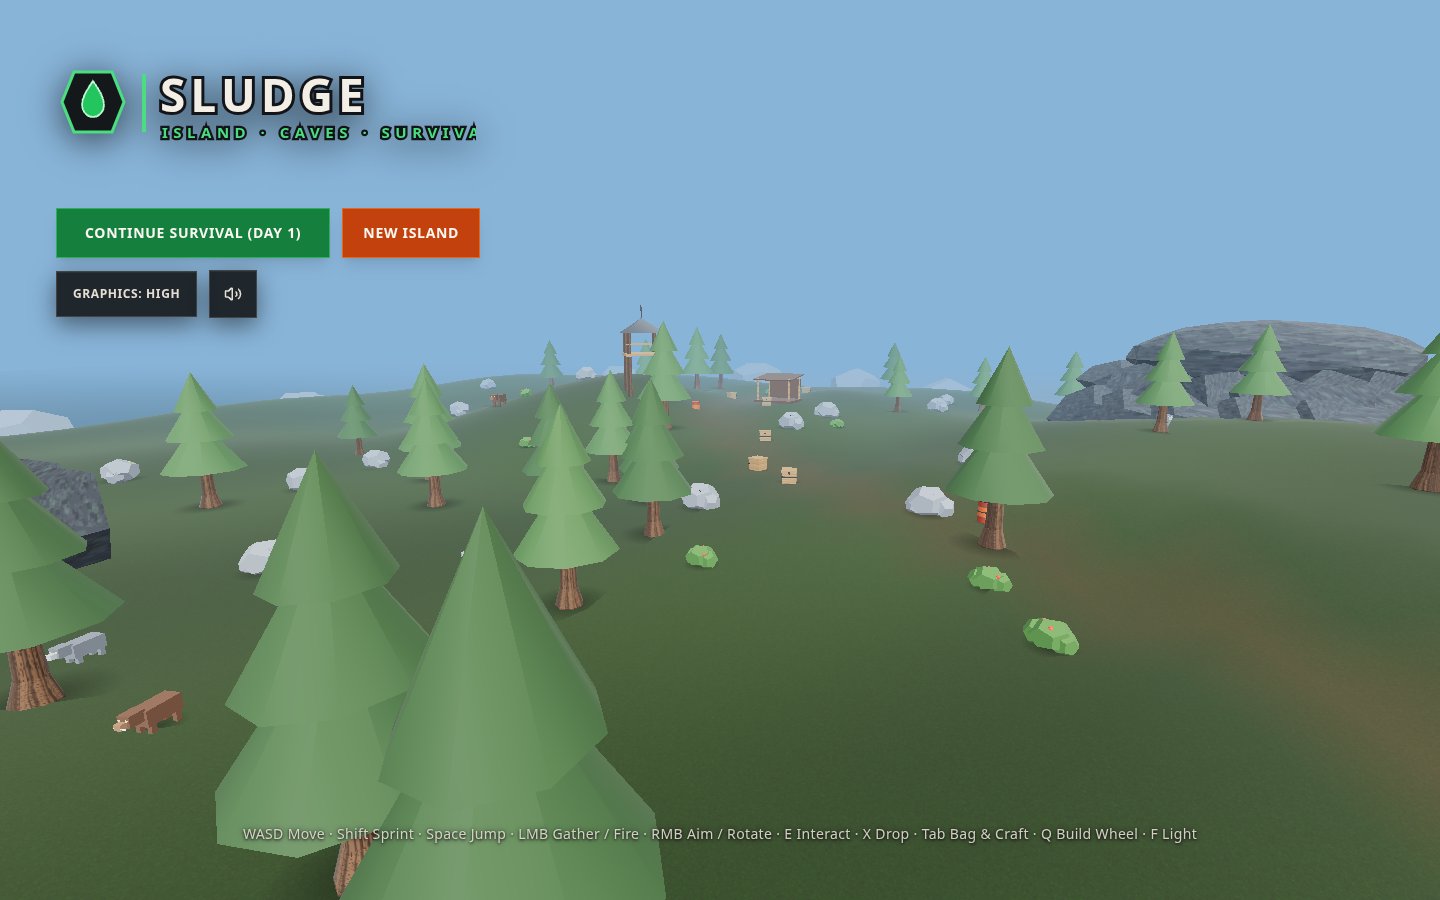 SLUDGE
ISLAND · CAVES · SURVIVA
CONTINUE SURVIVAL (DAY 1)
NEW ISLAND
GRAPHICS: HIGH
WASD Move · Shift Sprint · Space Jump · LMB Gather / Fire · RMB Aim / Rotate · E Interact · X Drop · Tab Bag & Craft · Q Build Wheel · F Light